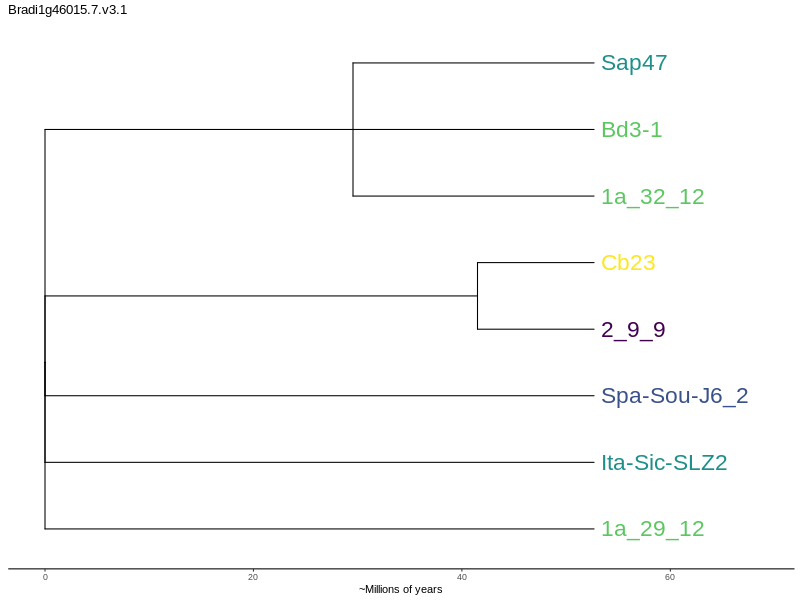 Bradi1g46015.7.v3.1
Sap47
Bd3-1
1a_32_12
Cb23
2_9_9
Spa-Sou-J6_2
Ita-Sic-SLZ2
1a_29_12
0 20 40 60
~Millions of years